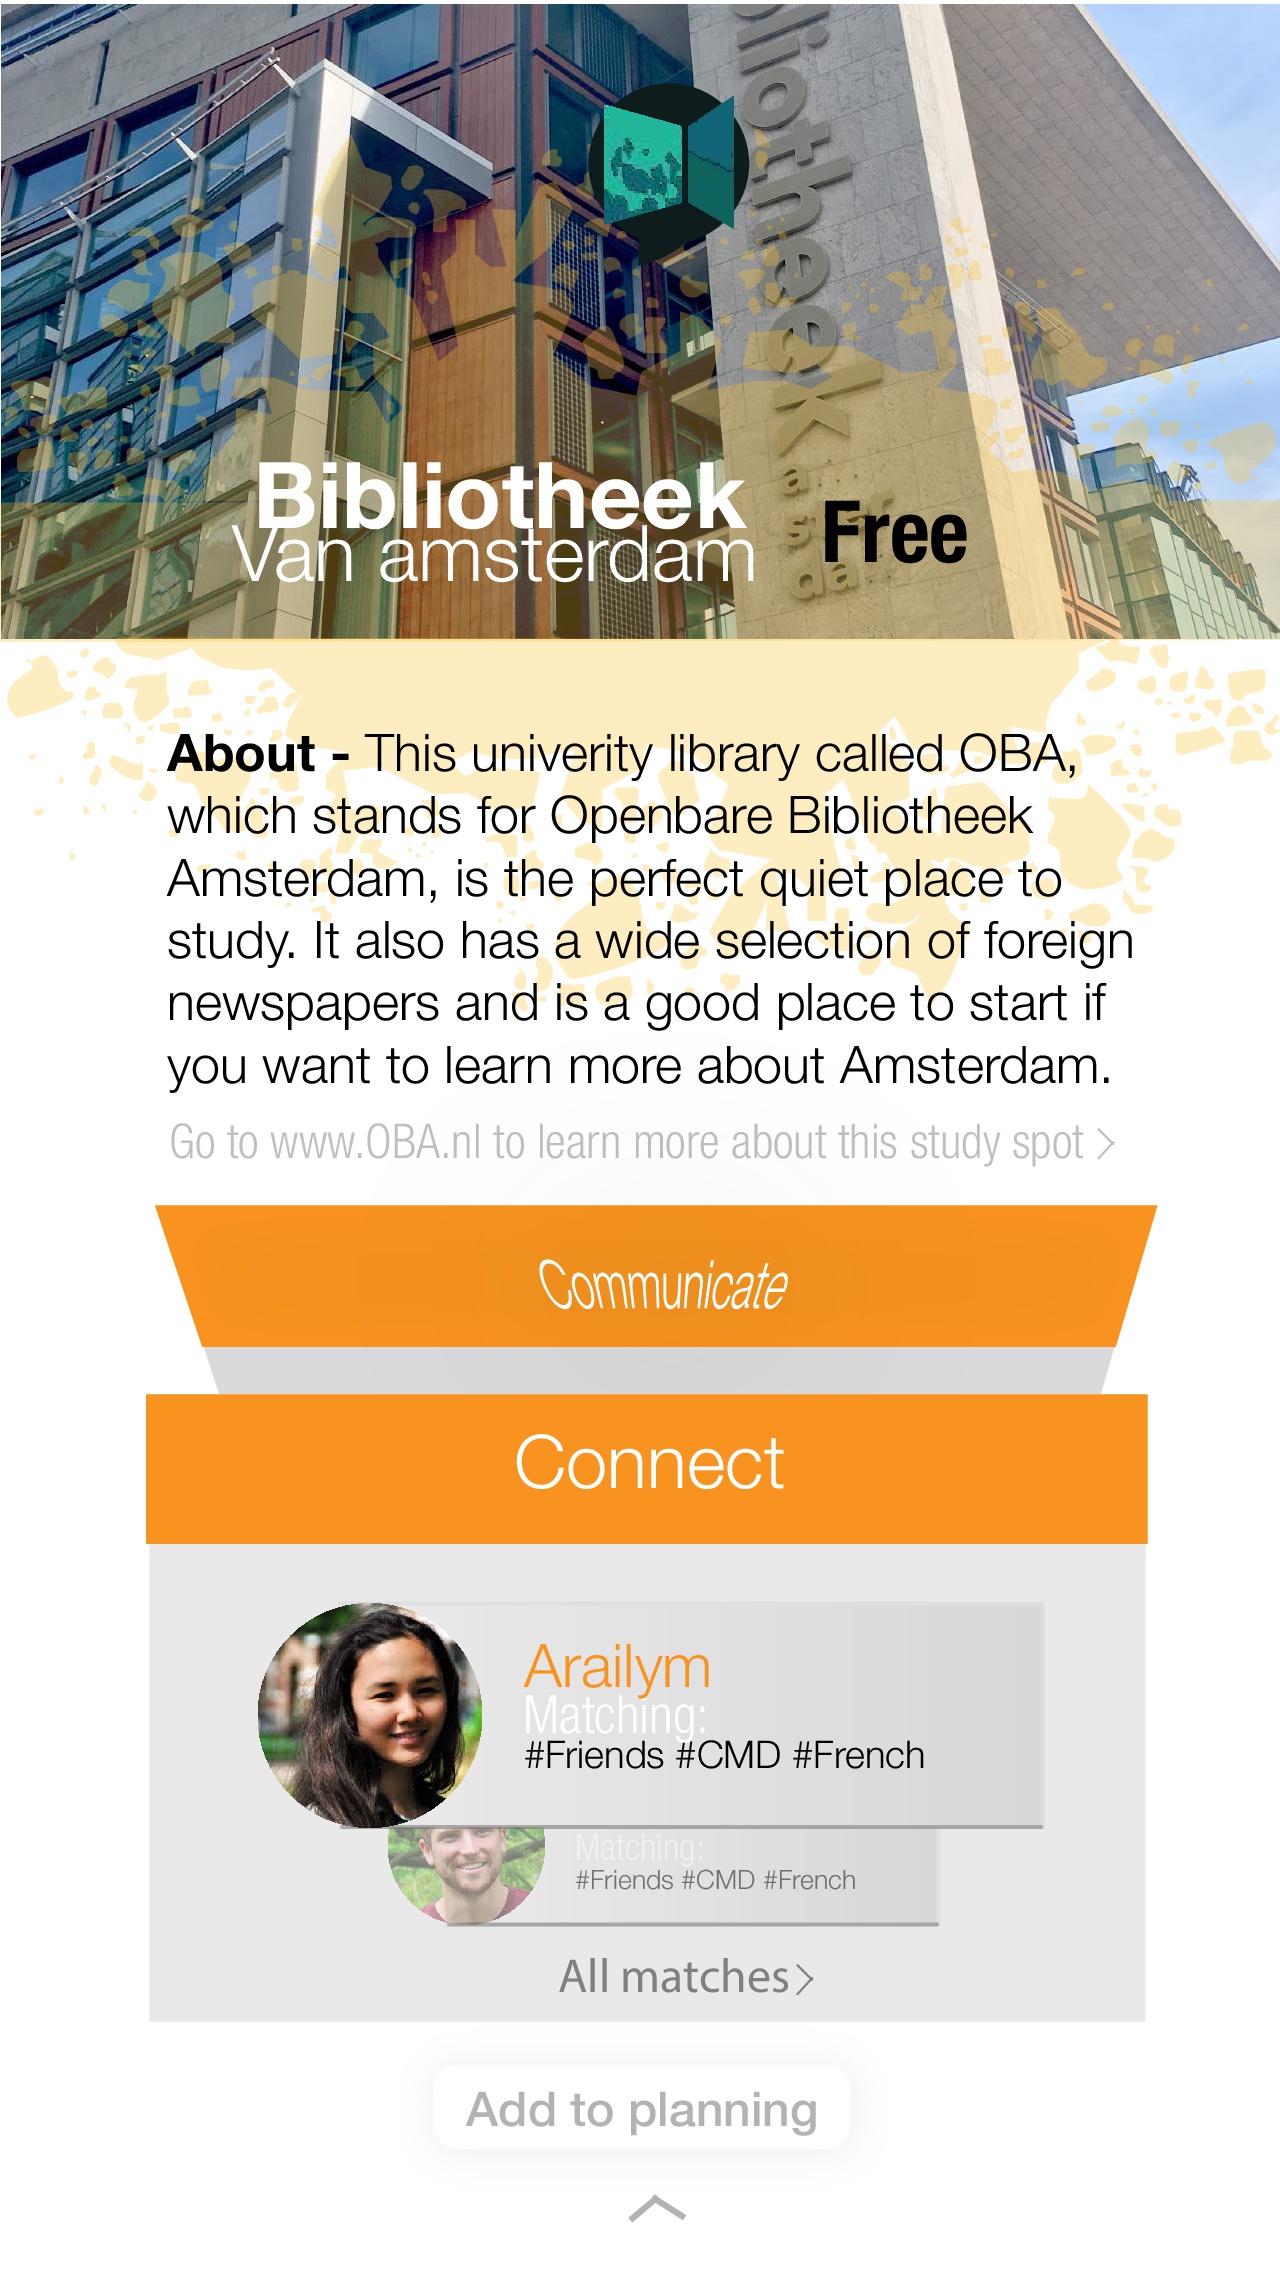 bliotheek
a
s
da
Bibliotheek
Van amsterdam
Free
About - This univerity library called OBA,
which stands for Openbare Bibliotheek
Amsterdam, is the perfect quiet place to
study. It also has a wide selection of foreign
newspapers and is a good place to start if
you want to learn more about Amsterdam.
Go to www.OBA.nl to learn more about this study spot >
Communicate
Connect
Arailym
Matching:
#Friends #CMD #French
Matching:
#Friends #CMD #French
All matches >
Add to planning